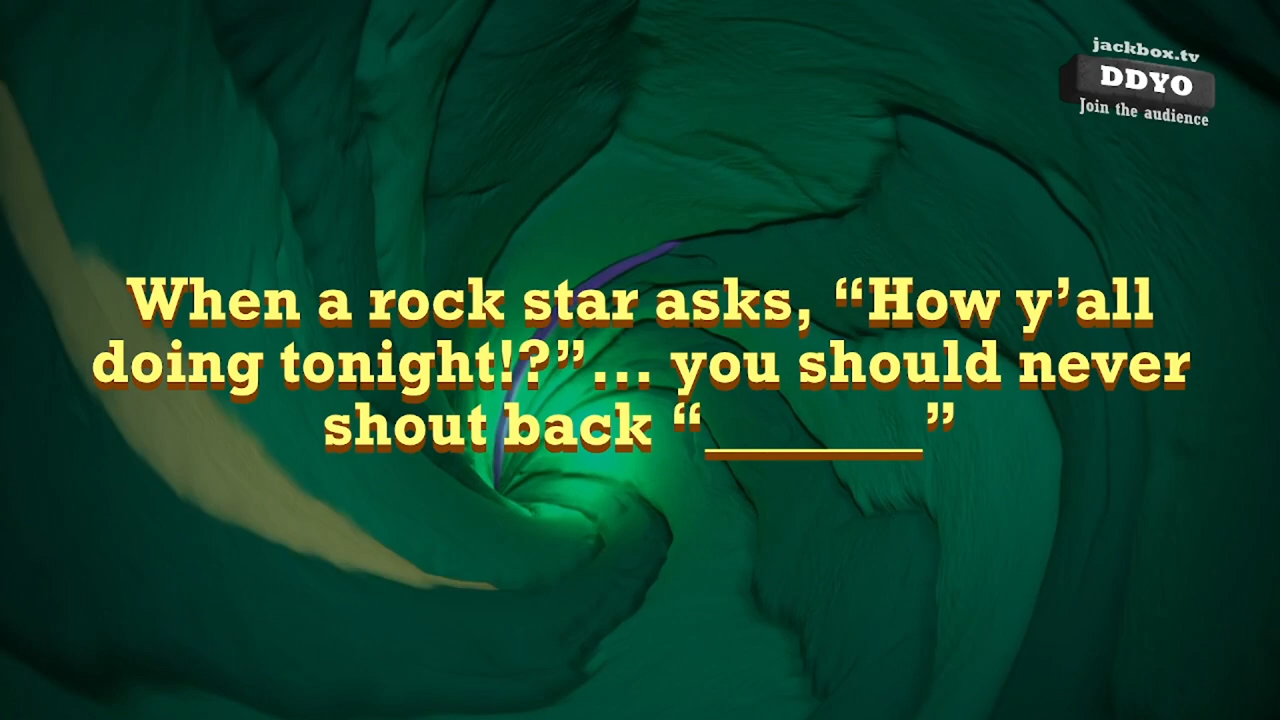 jackbox.tv
DDYO
Join the audience
When a rock star asks, “How y’all
doing tonight!?”... you should never
shout back “_______”